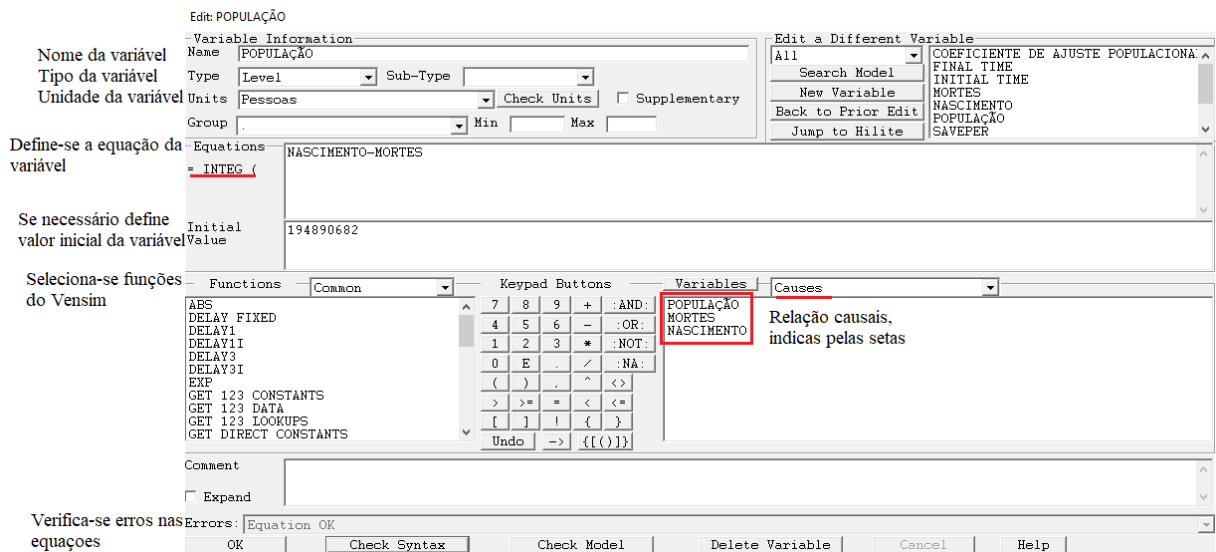 Edit: POPULAÇÃO
Variable Information
Edit a Different Variable
Nome da variável
Name POPULAÇÃO
All
COEFICIENTE DE AJUSTE POPULACIONA
FINAL TIME
INITIAL TIME
MORTES
NASCIMENTO
POPULAÇÃO
SAVEPER
Tipo da variável
Type Level Sub-Type
Search Model
Unidade da variável
Units Pessoas Check Units Supplementary
New Variable
Back to Prior Edit
Group . Min Max
Jump to Hilite
Define-se a equação da
variável
Equations
= INTEG (
NASCIMENTO-MORTES
Se necessário define
valor inicial da variável
Initial
Value
194890682
Seleciona-se funções
do Vensim
Functions Common Keypad Buttons Variables Causes
ABS
DELAY FIXED
DELAY1
DELAY1I
DELAY3
DELAY3I
EXP
GET 123 CONSTANTS
GET 123 DATA
GET 123 LOOKUPS
GET DIRECT CONSTANTS
7 8 9 + :AND:
4 5 6 - :OR:
1 2 3 * :NOT:
0 E . / :NA:
( ) , ^ <>
> >= = < <=
[ ] ! { }
Undo -> {[()]}
POPULAÇÃO
MORTES
NASCIMENTO
Relação causais,
indicas pelas setas
Comment
Expand
Verifica-se erros nas
equaçoes
Errors: Equation OK
OK Check Syntax Check Model Delete Variable Cancel Help